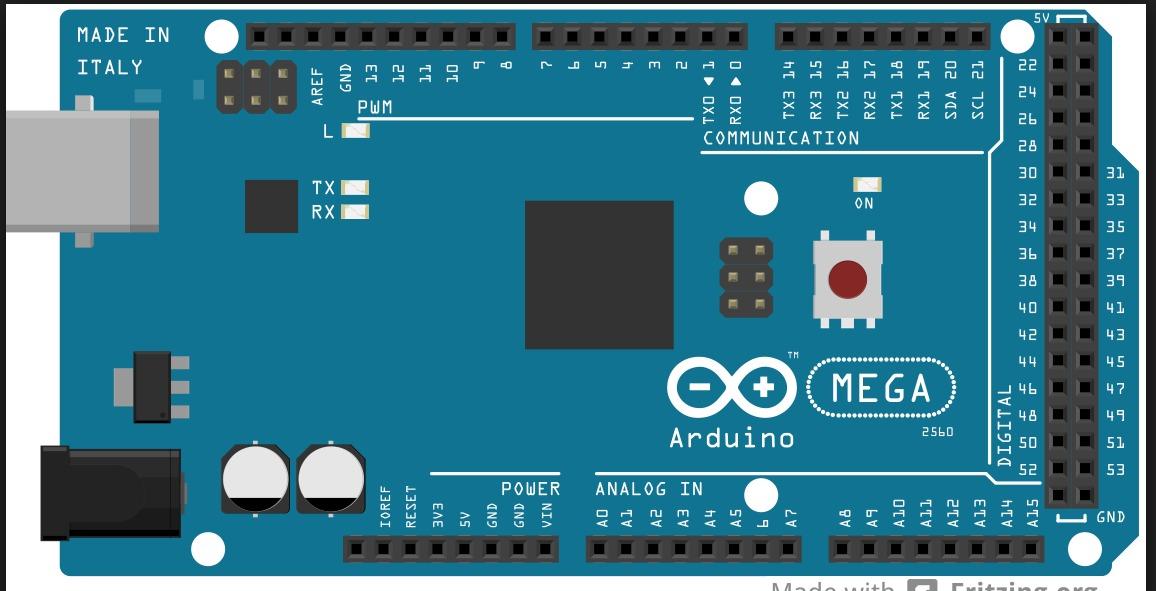 MADE IN
ITALY
5V
AREF
GND
13
12
11
10
9
8
7
6
5
4
3
2
TX0 ◀ 1
RX0 ▶ 0
TX3 14
RX3 15
TX2 16
RX2 17
TX1 18
RX1 19
SDA 20
SCL 21
PWM
COMMUNICATION
L
TX
RX
ON
22
24
26
28
30 31
32 33
34 35
36 37
38 39
40 41
42 43
44 45
46 47
48 49
50 51
52 53
DIGITAL
GND
TM
MEGA
Arduino
2560
POWER
ANALOG IN
IOREF
RESET
3V3
5V
GND
GND
VIN
A0
A1
A2
A3
A4
A5
6
A7
A8
A9
A10
A11
A12
A13
A14
A15
Made with Fritzing.org